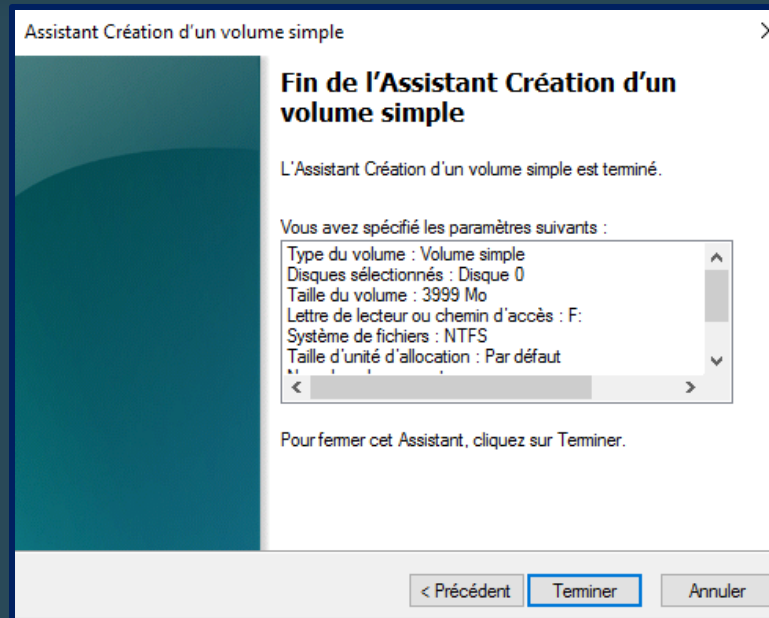 Assistant Création d'un volume simple
Fin de l'Assistant Création d'un
volume simple
L'Assistant Création d'un volume simple est terminé.
Vous avez spécifié les paramètres suivants :
Type du volume : Volume simple
Disques sélectionnés : Disque 0
Taille du volume : 3999 Mo
Lettre de lecteur ou chemin d'accès : F:
Système de fichiers : NTFS
Taille d'unité d'allocation : Par défaut
Pour fermer cet Assistant, cliquez sur Terminer.
< Précédent
Terminer
Annuler